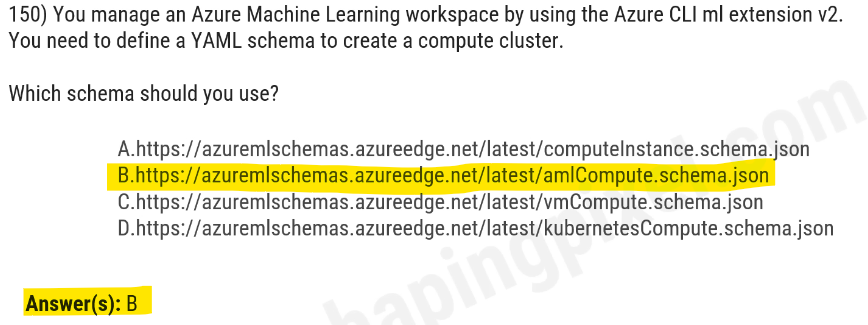 150) You manage an Azure Machine Learning workspace by using the Azure CLI ml extension v2.
You need to define a YAML schema to create a compute cluster.
Which schema should you use?
A.https://azuremlschemas.azureedge.net/latest/computeInstance.schema.json
B.https://azuremlschemas.azureedge.net/latest/amlCompute.schema.json
C.https://azuremlschemas.azureedge.net/latest/vmCompute.schema.json
D.https://azuremlschemas.azureedge.net/latest/kubernetesCompute.schema.json
Answer(s): B
hapingpixel.com